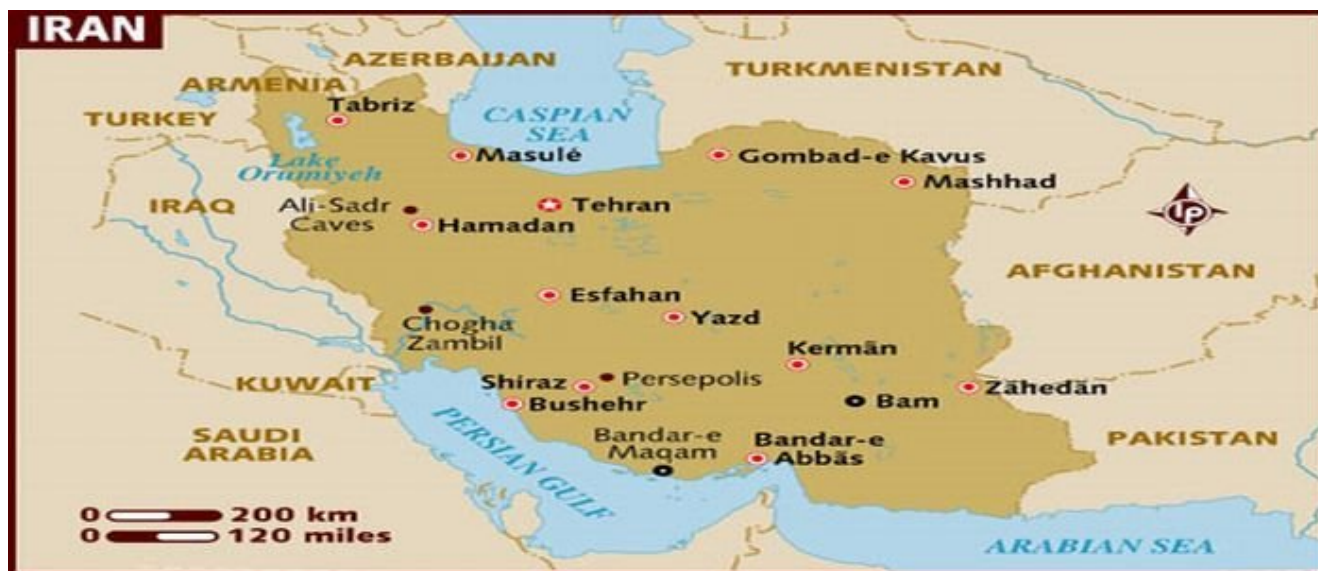 IRAN
AZERBAIJAN
TURKMENISTAN
ARMENIA
Tabriz
TURKEY
CASPIAN
SEA
Lake
Orumiyeh
Masulé
Gombad-e Kavus
Mashhad
IRAQ
Ali-Sadr
Caves
Hamadan
Tehran
LP
AFGHANISTAN
Esfahan
Yazd
Chogha
Zambil
Kermān
KUWAIT
Shiraz
Persepolis
Zāhedān
Bushehr
Bam
SAUDI
ARABIA
PERSIAN GULF
Bandar-e
Maqam
Bandar-e
Abbās
PAKISTAN
0 200 km
0 120 miles
ARABIAN SEA